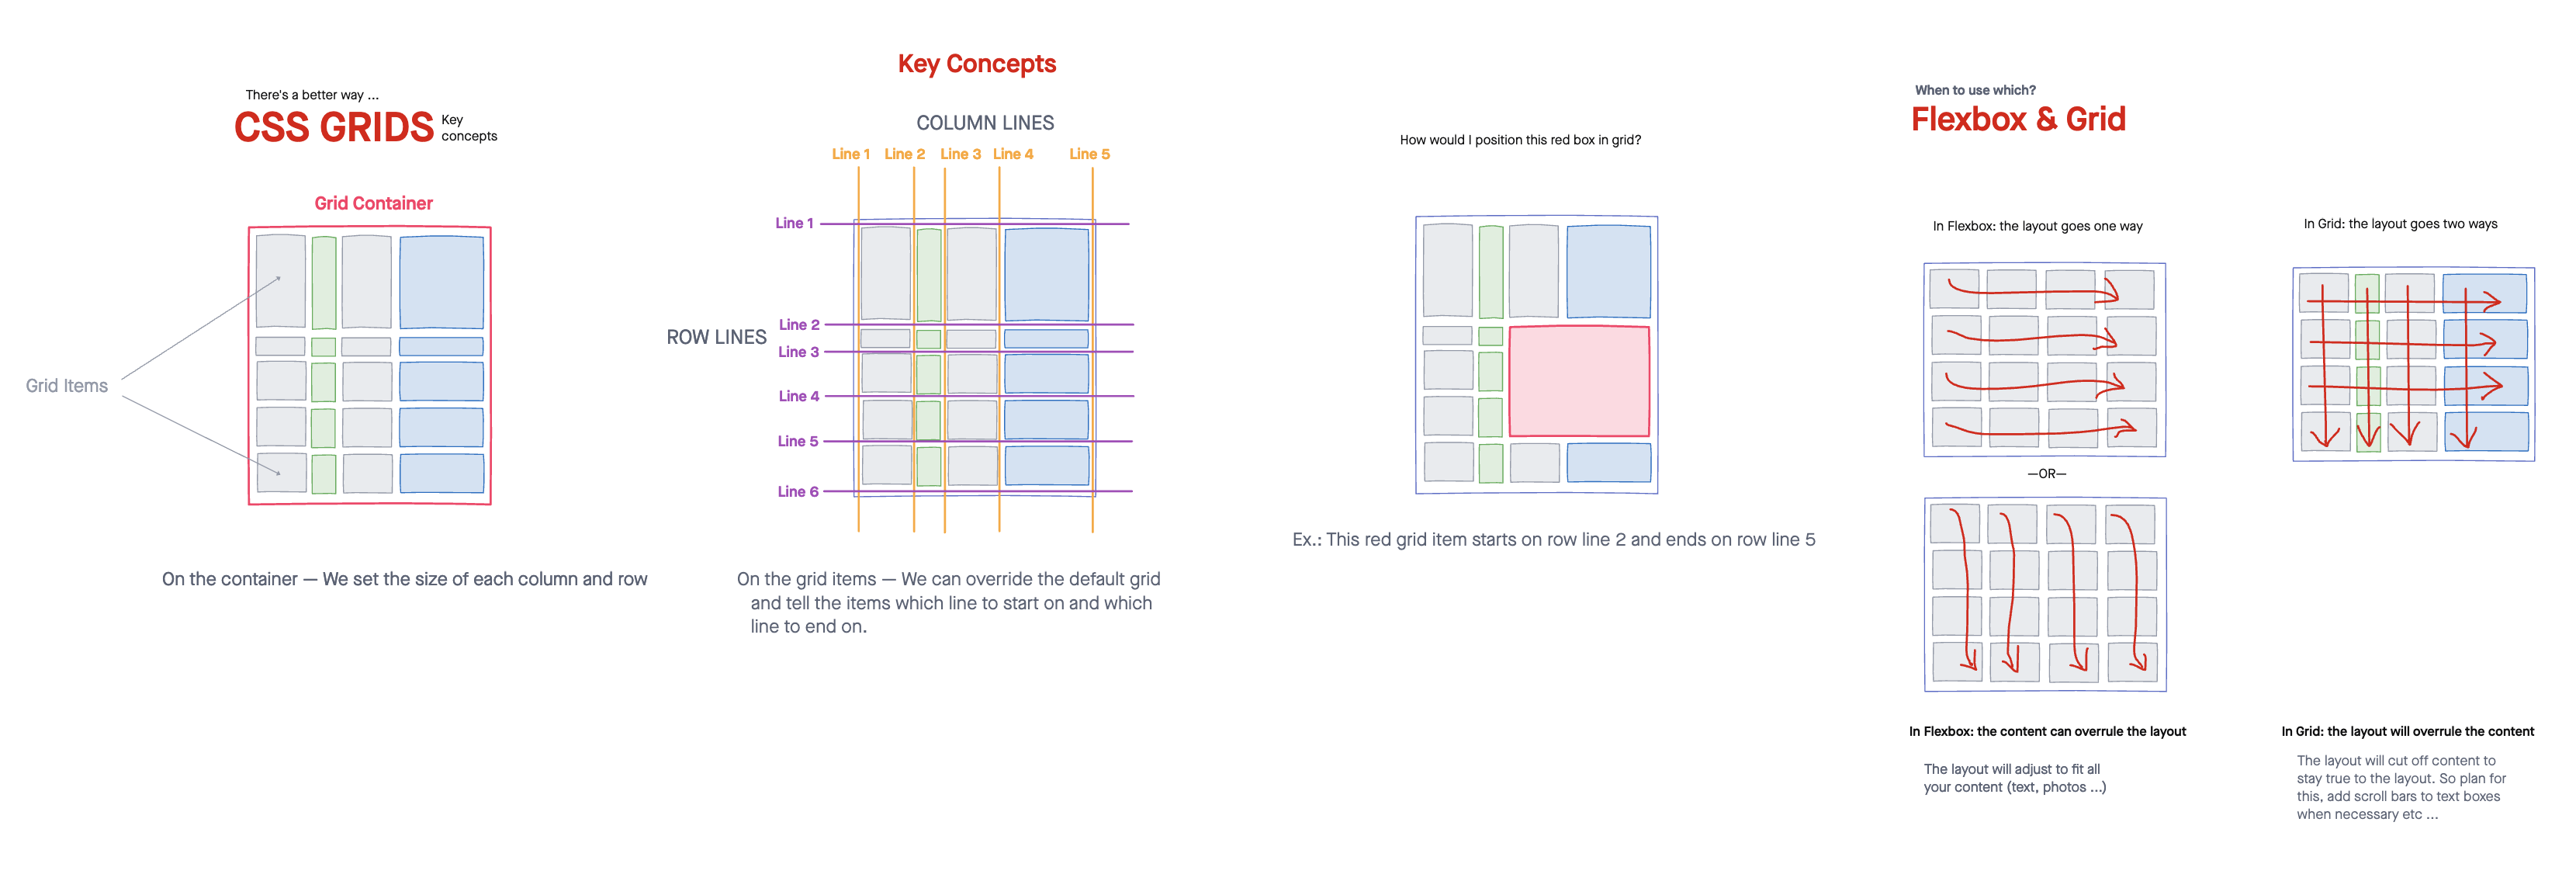 There's a better way ...
CSS GRIDS
Key
concepts
Grid Container
Grid Items
On the container — We set the size of each column and row
Key Concepts
COLUMN LINES
Line 1
Line 2
Line 3
Line 4
Line 5
ROW LINES
Line 1
Line 2
Line 3
Line 4
Line 5
Line 6
On the grid items — We can override the default grid
and tell the items which line to start on and which
line to end on.
How would I position this red box in grid?
Ex.: This red grid item starts on row line 2 and ends on row line 5
When to use which?
Flexbox & Grid
In Flexbox: the layout goes one way
—OR—
In Flexbox: the content can overrule the layout
The layout will adjust to fit all
your content (text, photos ...)
In Grid: the layout goes two ways
In Grid: the layout will overrule the content
The layout will cut off content to
stay true to the layout. So plan for
this, add scroll bars to text boxes
when necessary etc ...